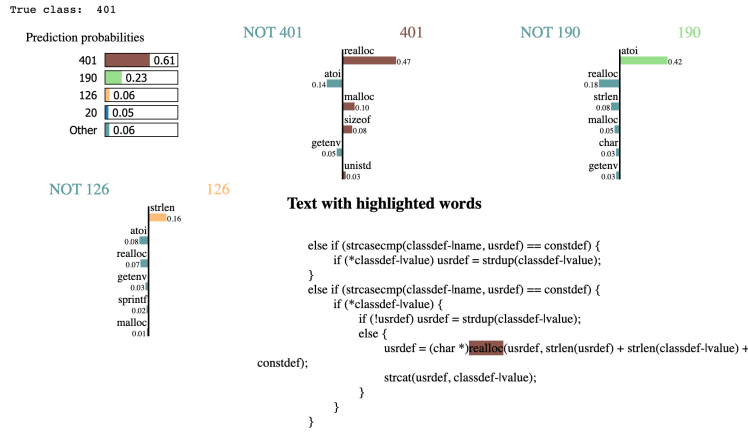 True class: 401
Prediction probabilities
401 0.61
190 0.23
126 0.06
20 0.05
Other 0.06
NOT 401 401
realloc
0.47
atoi
0.14
malloc
0.10
sizeof
0.08
getenv
0.05
unistd
0.03
NOT 190 190
atoi
0.42
realloc
0.18
strlen
0.08
malloc
0.05
char
0.03
getenv
0.03
NOT 126 126
strlen
0.16
atoi
0.08
realloc
0.07
getenv
0.03
sprintf
0.02
malloc
0.01
Text with highlighted words
else if (strcasecmp(classdef-|name, usrdef) == constdef) {
if (*classdef-|value) usrdef = strdup(classdef-|value);
}
else if (strcasecmp(classdef-|name, usrdef) == constdef) {
if (*classdef-|value) {
if (!usrdef) usrdef = strdup(classdef-|value);
else {
usrdef = (char *)realloc(usrdef, strlen(usrdef) + strlen(classdef-|value) +
constdef);
strcat(usrdef, classdef-|value);
}
}
}